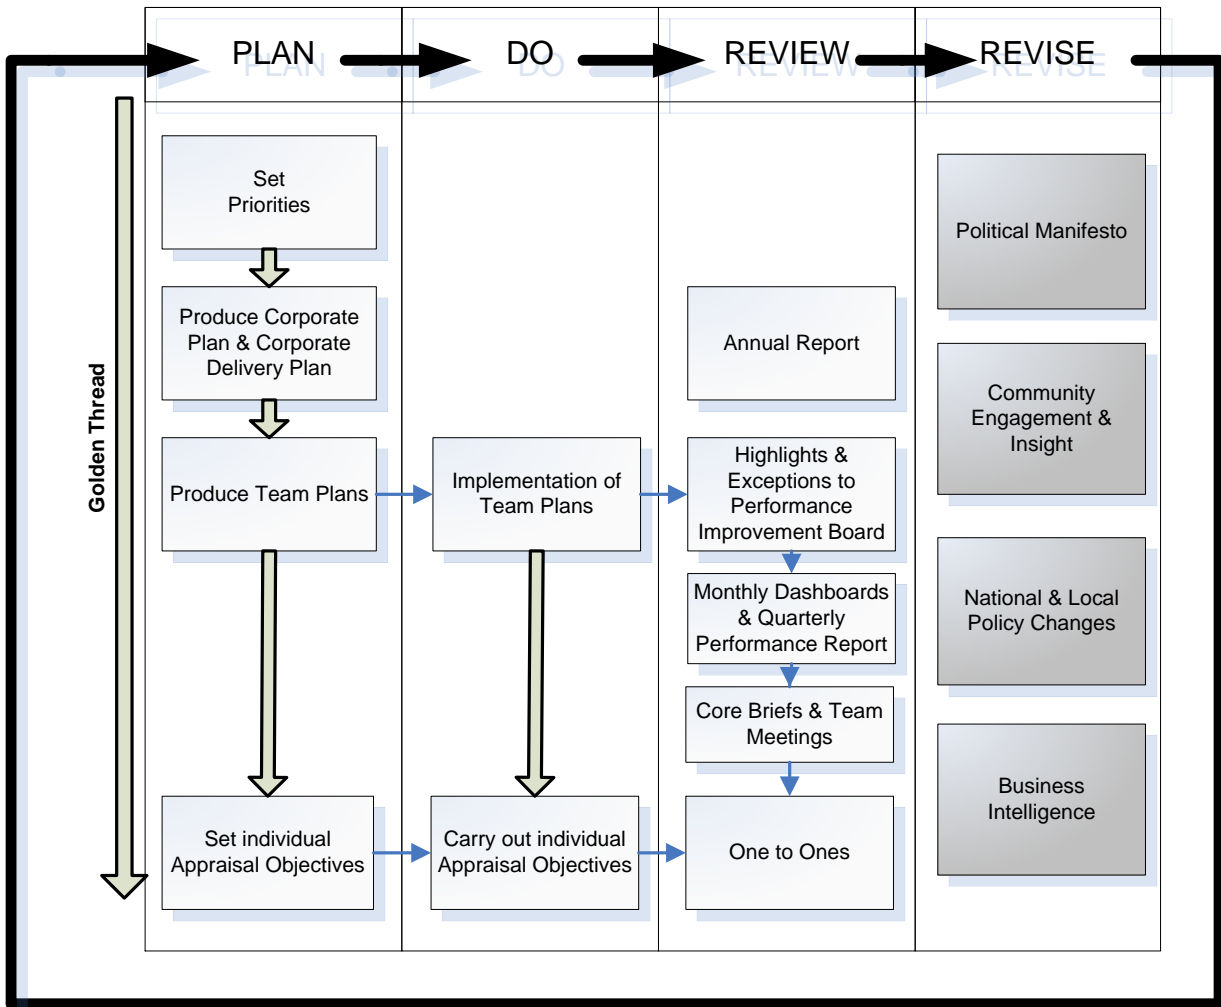 PLAN
DO
REVIEW
REVISE
Golden Thread
Set
Priorities
Produce Corporate
Plan & Corporate
Delivery Plan
Produce Team Plans
Set individual
Appraisal Objectives
Implementation of
Team Plans
Carry out individual
Appraisal Objectives
Annual Report
Highlights &
Exceptions to
Performance
Improvement Board
Monthly Dashboards
& Quarterly
Performance Report
Core Briefs & Team
Meetings
One to Ones
Political Manifesto
Community
Engagement &
Insight
National & Local
Policy Changes
Business
Intelligence